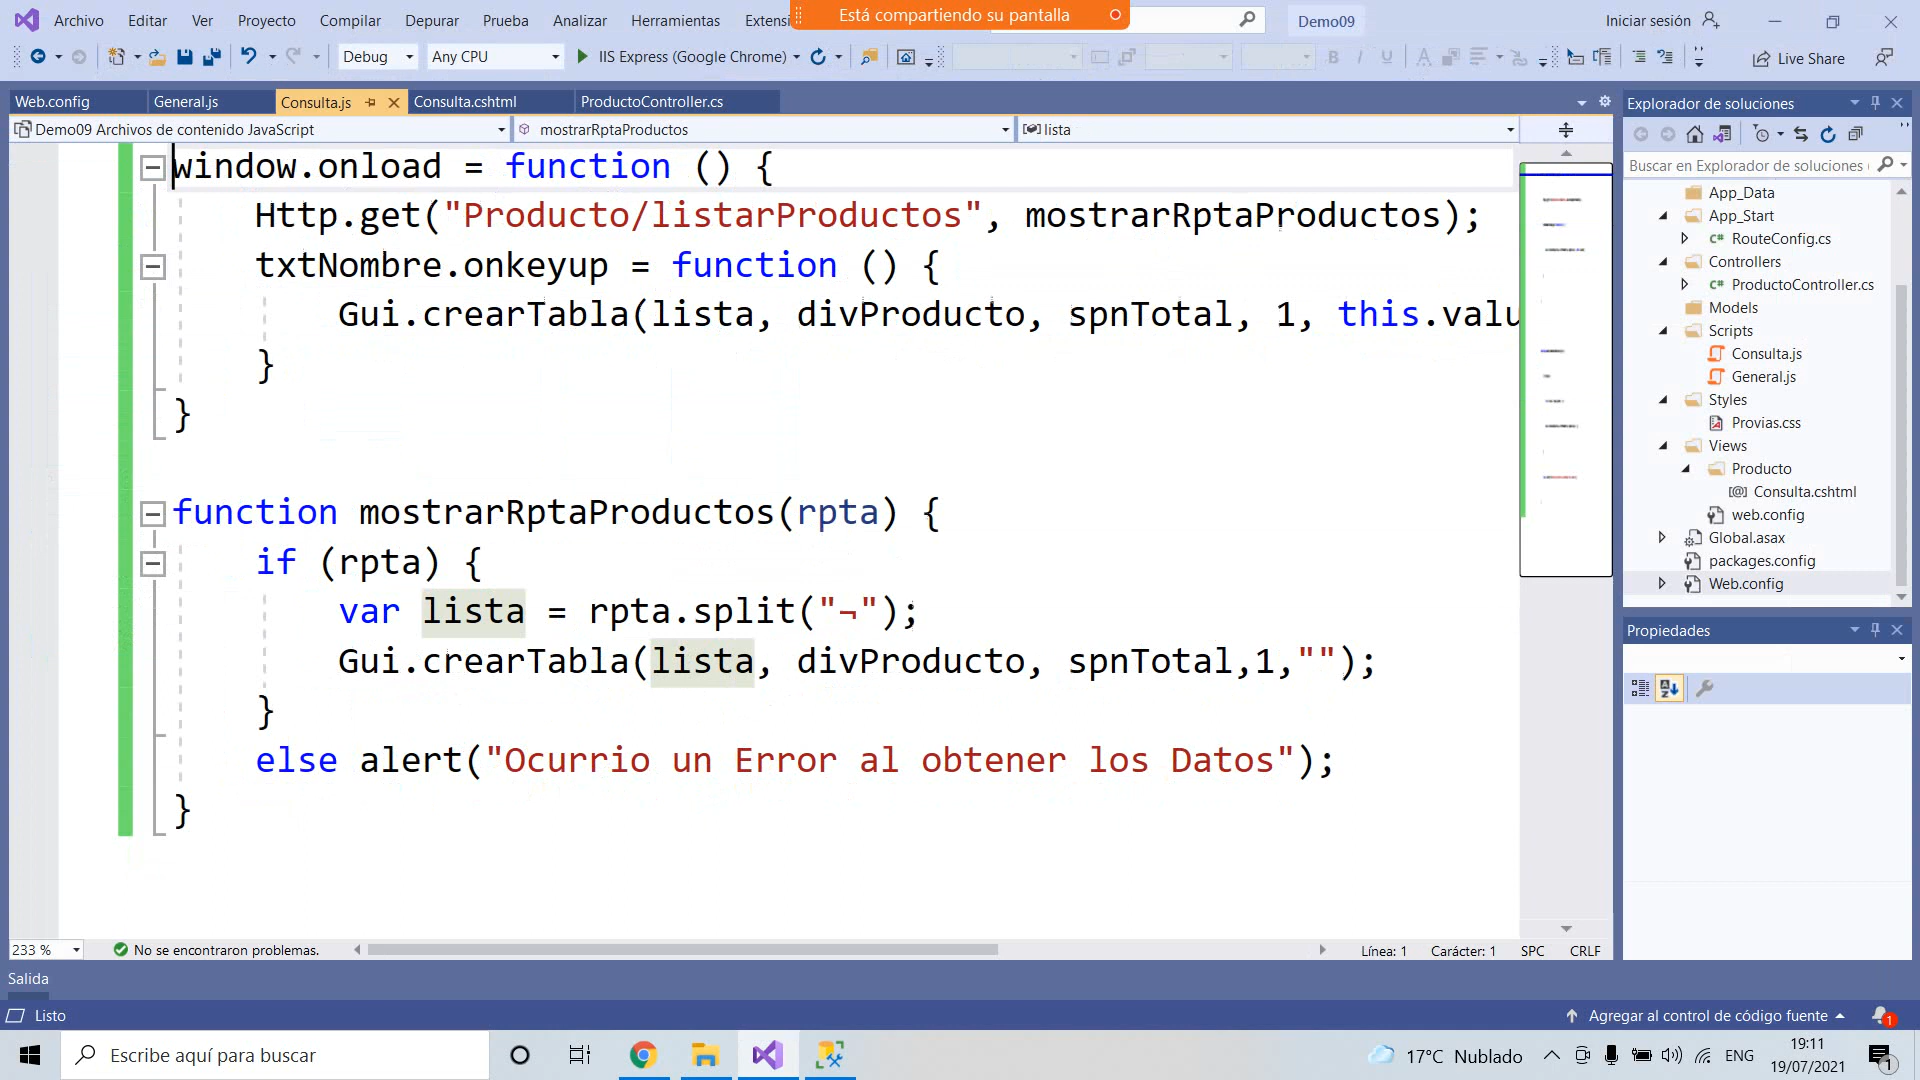 Archivo Editar Ver Proyecto Compilar Depurar Prueba Analizar Herramientas Extensi
Está compartiendo su pantalla
Demo09
Iniciar sesión
Debug Any CPU IIS Express (Google Chrome)
Live Share
Web.config General.js Consulta.js Consulta.cshtml ProductoController.cs
Demo09 Archivos de contenido JavaScript mostrarRptaProductos lista
window.onload = function () {
Http.get("Producto/listarProductos", mostrarRptaProductos);
txtNombre.onkeyup = function () {
Gui.crearTabla(lista, divProducto, spnTotal, 1, this.valu
}
}
function mostrarRptaProductos(rpta) {
if (rpta) {
var lista = rpta.split("¬");
Gui.crearTabla(lista, divProducto, spnTotal,1,"");
}
else alert("Ocurrio un Error al obtener los Datos");
}
233 % No se encontraron problemas. Línea: 1 Carácter: 1 SPC CRLF
Explorador de soluciones
Buscar en Explorador de soluciones
App_Data
App_Start
C# RouteConfig.cs
Controllers
C# ProductoController.cs
Models
Scripts
Consulta.js
General.js
Styles
Provias.css
Views
Producto
[@] Consulta.cshtml
web.config
Global.asax
packages.config
Web.config
Propiedades
Salida
Listo
Agregar al control de código fuente
1
Escribe aquí para buscar
17°C Nublado
ENG
19:11
19/07/2021
1